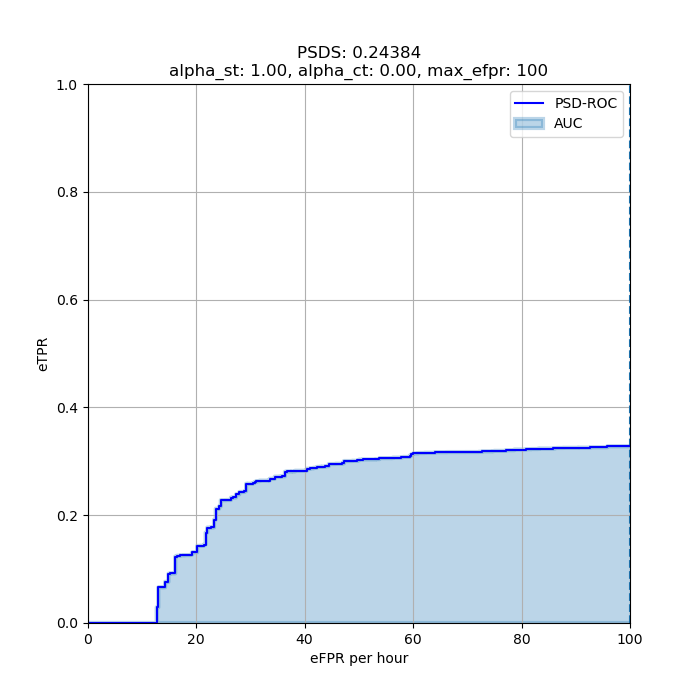 PSDS: 0.24384
alpha_st: 1.00, alpha_ct: 0.00, max_efpr: 100
PSD-ROC
AUC
1.0
0.8
0.6
0.4
0.2
0.0
eTPR
0 20 40 60 80 100
eFPR per hour